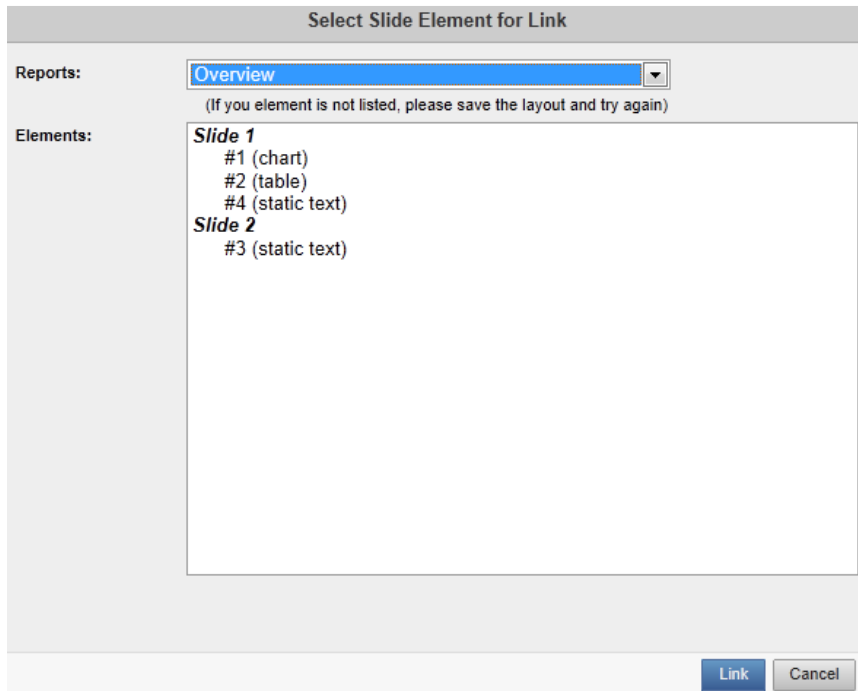 Select Slide Element for Link
Reports:
Overview
(If you element is not listed, please save the layout and try again)
Elements:
Slide 1
#1 (chart)
#2 (table)
#4 (static text)
Slide 2
#3 (static text)
Link
Cancel